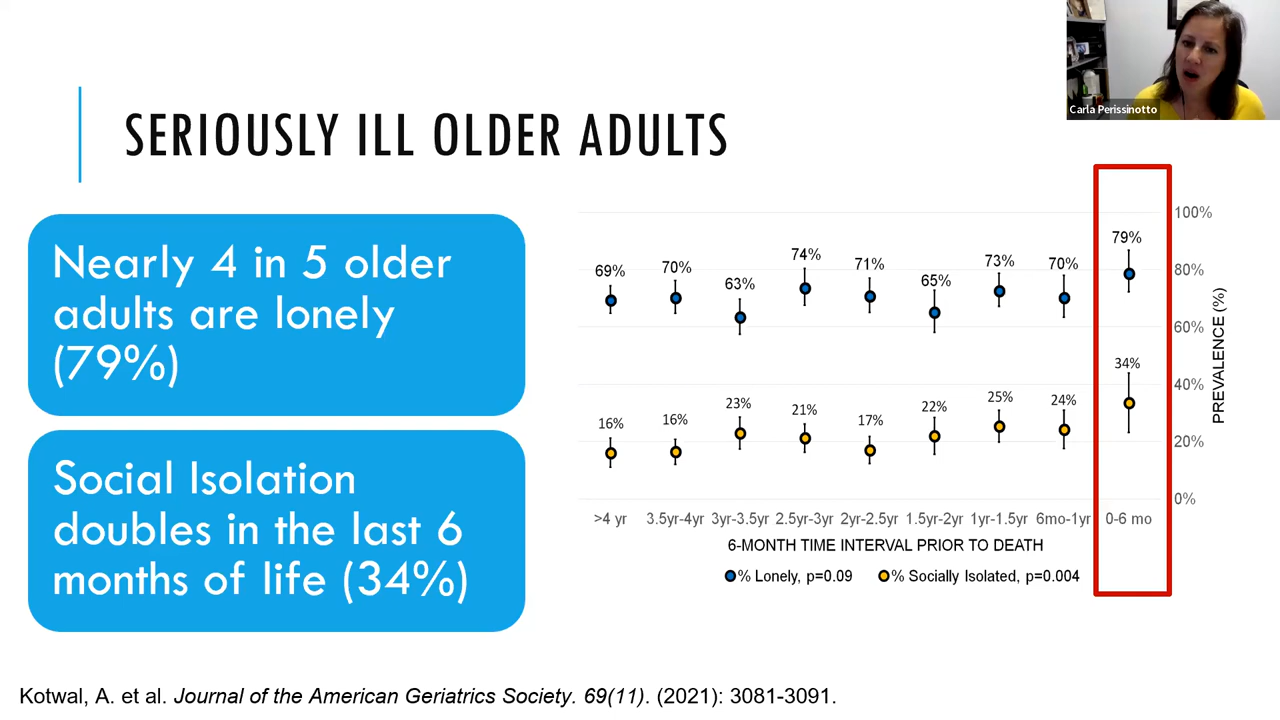 Carla Perissinotto
SERIOUSLY ILL OLDER ADULTS
Nearly 4 in 5 older
adults are lonely
(79%)
Social Isolation
doubles in the last 6
months of life (34%)
100%
80%
60%
40%
20%
0%
PREVALENCE (%)
69% 70% 63% 74% 71% 65% 73% 70% 79%
16% 16% 23% 21% 17% 22% 25% 24% 34%
>4 yr 3.5yr-4yr 3yr-3.5yr 2.5yr-3yr 2yr-2.5yr 1.5yr-2yr 1yr-1.5yr 6mo-1yr 0-6 mo
6-MONTH TIME INTERVAL PRIOR TO DEATH
% Lonely, p=0.09 % Socially Isolated, p=0.004
Kotwal, A. et al. Journal of the American Geriatrics Society. 69(11). (2021): 3081-3091.